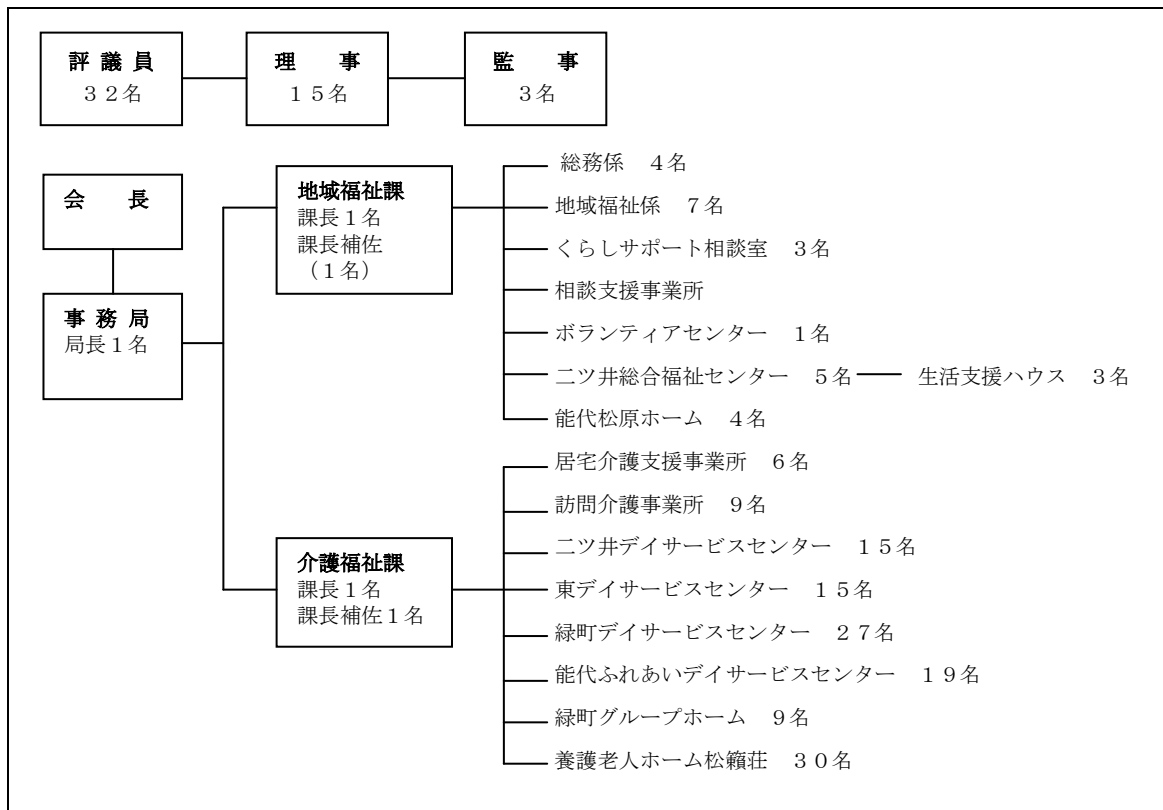 評議員
３２名
理　　事
１５名
監　　事
３名
会　　長
事務局
局長１名
地域福祉課
課長１名
課長補佐
（１名）
総務係　４名
地域福祉係　７名
くらしサポート相談室　３名
相談支援事業所
ボランティアセンター　１名
二ツ井総合福祉センター　５名
生活支援ハウス　３名
能代松原ホーム　４名
介護福祉課
課長１名
課長補佐１名
居宅介護支援事業所　６名
訪問介護事業所　９名
二ツ井デイサービスセンター　１５名
東デイサービスセンター　１５名
緑町デイサービスセンター　２７名
能代ふれあいデイサービスセンター　１９名
緑町グループホーム　９名
養護老人ホーム松籟荘　３０名